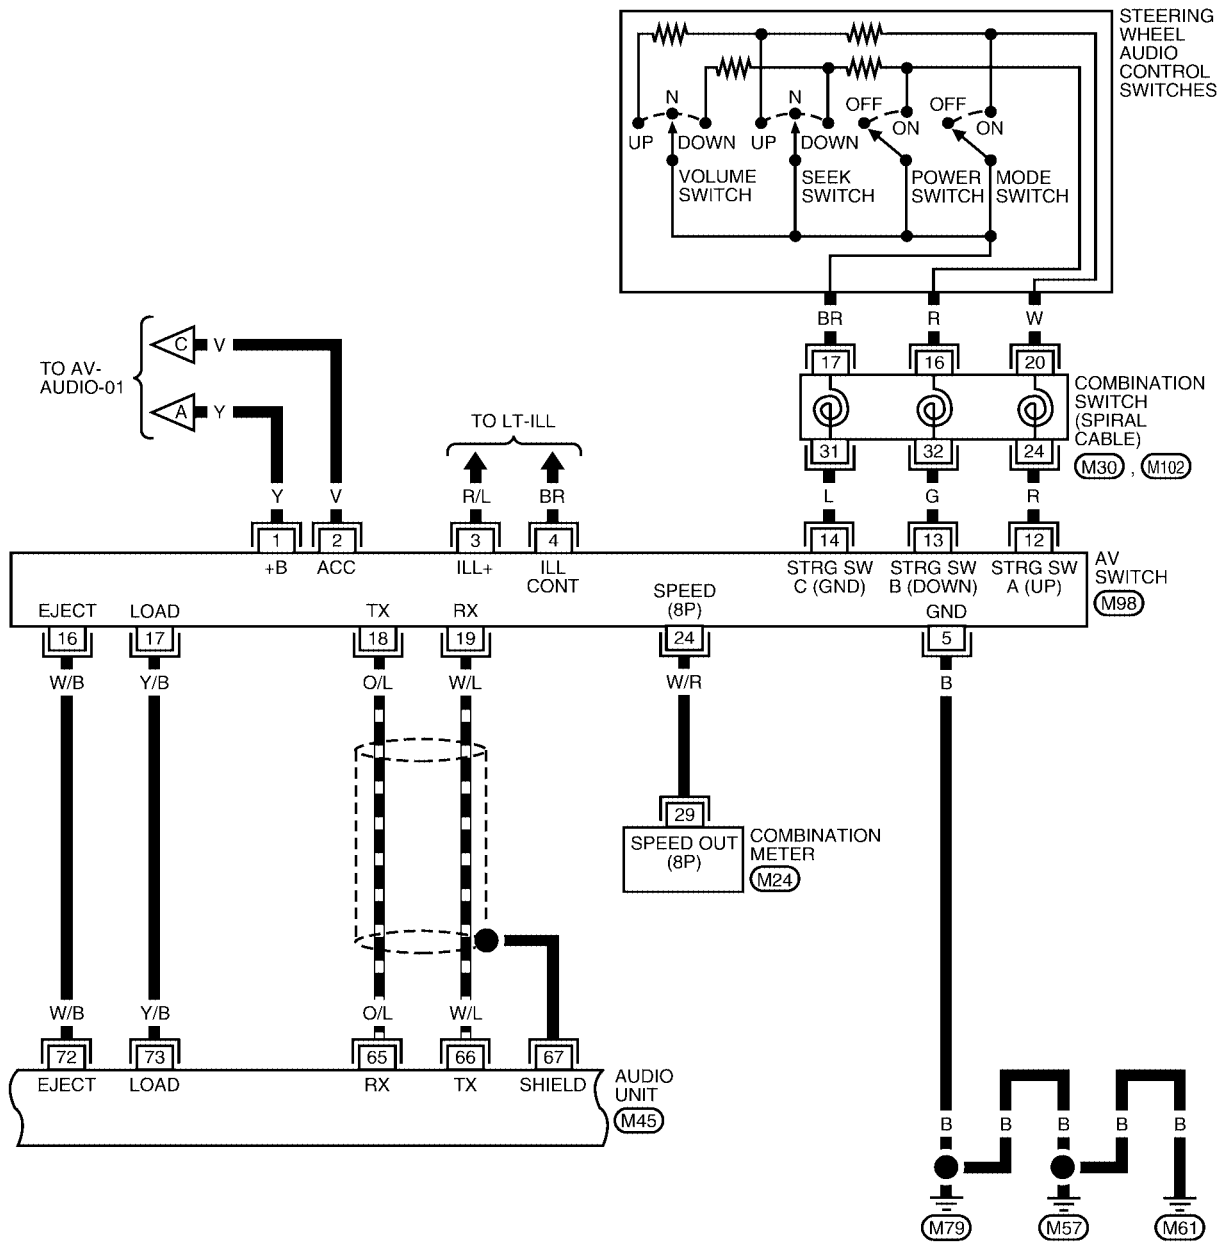 STEERING
WHEEL
AUDIO
CONTROL
SWITCHES
N
N
OFF
OFF
ON
ON
UP
DOWN
UP
DOWN
VOLUME
SWITCH
SEEK
SWITCH
POWER
SWITCH
MODE
SWITCH
BR
R
W
17
16
20
COMBINATION
SWITCH
(SPIRAL
CABLE)
M30 , M102
31
32
24
L
G
R
TO AV-
AUDIO-01
C
V
A
Y
TO LT-ILL
Y
V
R/L
BR
1
2
3
4
14
13
12
+B
ACC
ILL+
ILL
CONT
STRG SW
C (GND)
STRG SW
B (DOWN)
STRG SW
A (UP)
AV
SWITCH
M98
EJECT
LOAD
TX
RX
SPEED
(8P)
GND
16
17
18
19
24
5
W/B
Y/B
O/L
W/L
W/R
B
29
SPEED OUT
(8P)
COMBINATION
METER
M24
W/B
Y/B
O/L
W/L
72
73
65
66
67
EJECT
LOAD
RX
TX
SHIELD
AUDIO
UNIT
M45
B
B
B
B
B
M79
M57
M61